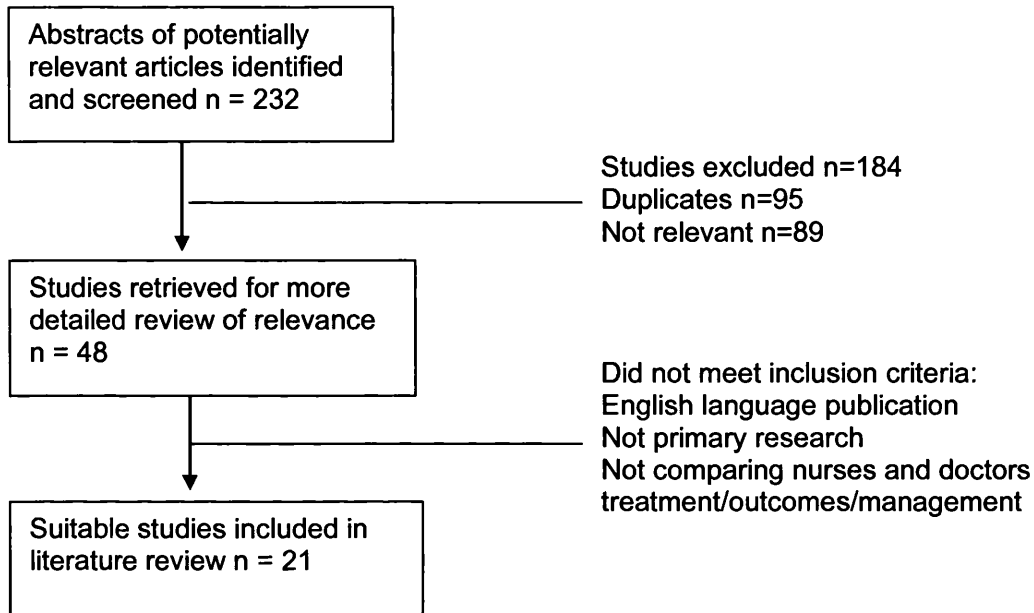 Abstracts of potentially
relevant articles identified
and screened n = 232
Studies excluded n=184
Duplicates n=95
Not relevant n=89
Studies retrieved for more
detailed review of relevance
n = 48
Did not meet inclusion criteria:
English language publication
Not primary research
Not comparing nurses and doctors
treatment/outcomes/management
Suitable studies included in
literature review n = 21